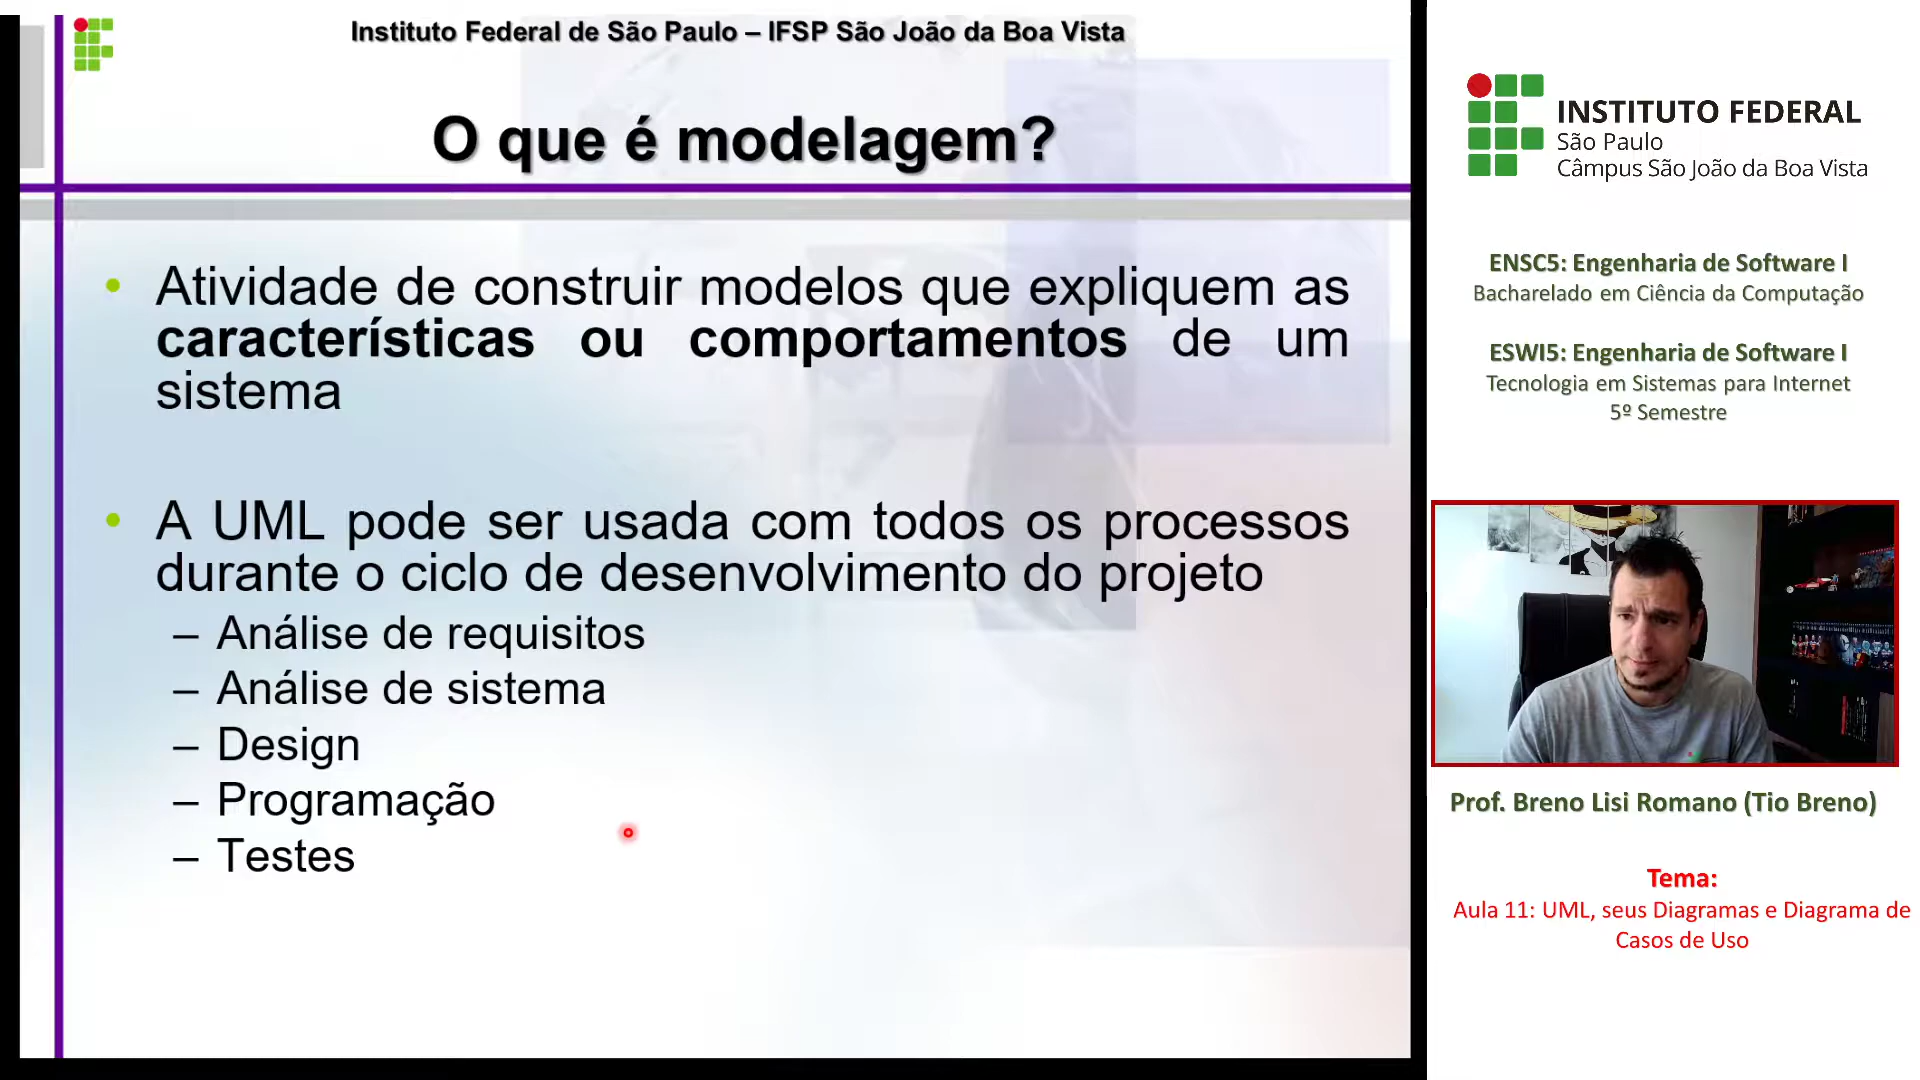 Instituto Federal de São Paulo – IFSP São João da Boa Vista
O que é modelagem?
• Atividade de construir modelos que expliquem as
características ou comportamentos de um
sistema
• A UML pode ser usada com todos os processos
durante o ciclo de desenvolvimento do projeto
– Análise de requisitos
– Análise de sistema
– Design
– Programação
– Testes
INSTITUTO FEDERAL
São Paulo
Câmpus São João da Boa Vista
ENSC5: Engenharia de Software I
Bacharelado em Ciência da Computação
ESWI5: Engenharia de Software I
Tecnologia em Sistemas para Internet
5º Semestre
Prof. Breno Lisi Romano (Tio Breno)
Tema:
Aula 11: UML, seus Diagramas e Diagrama de
Casos de Uso